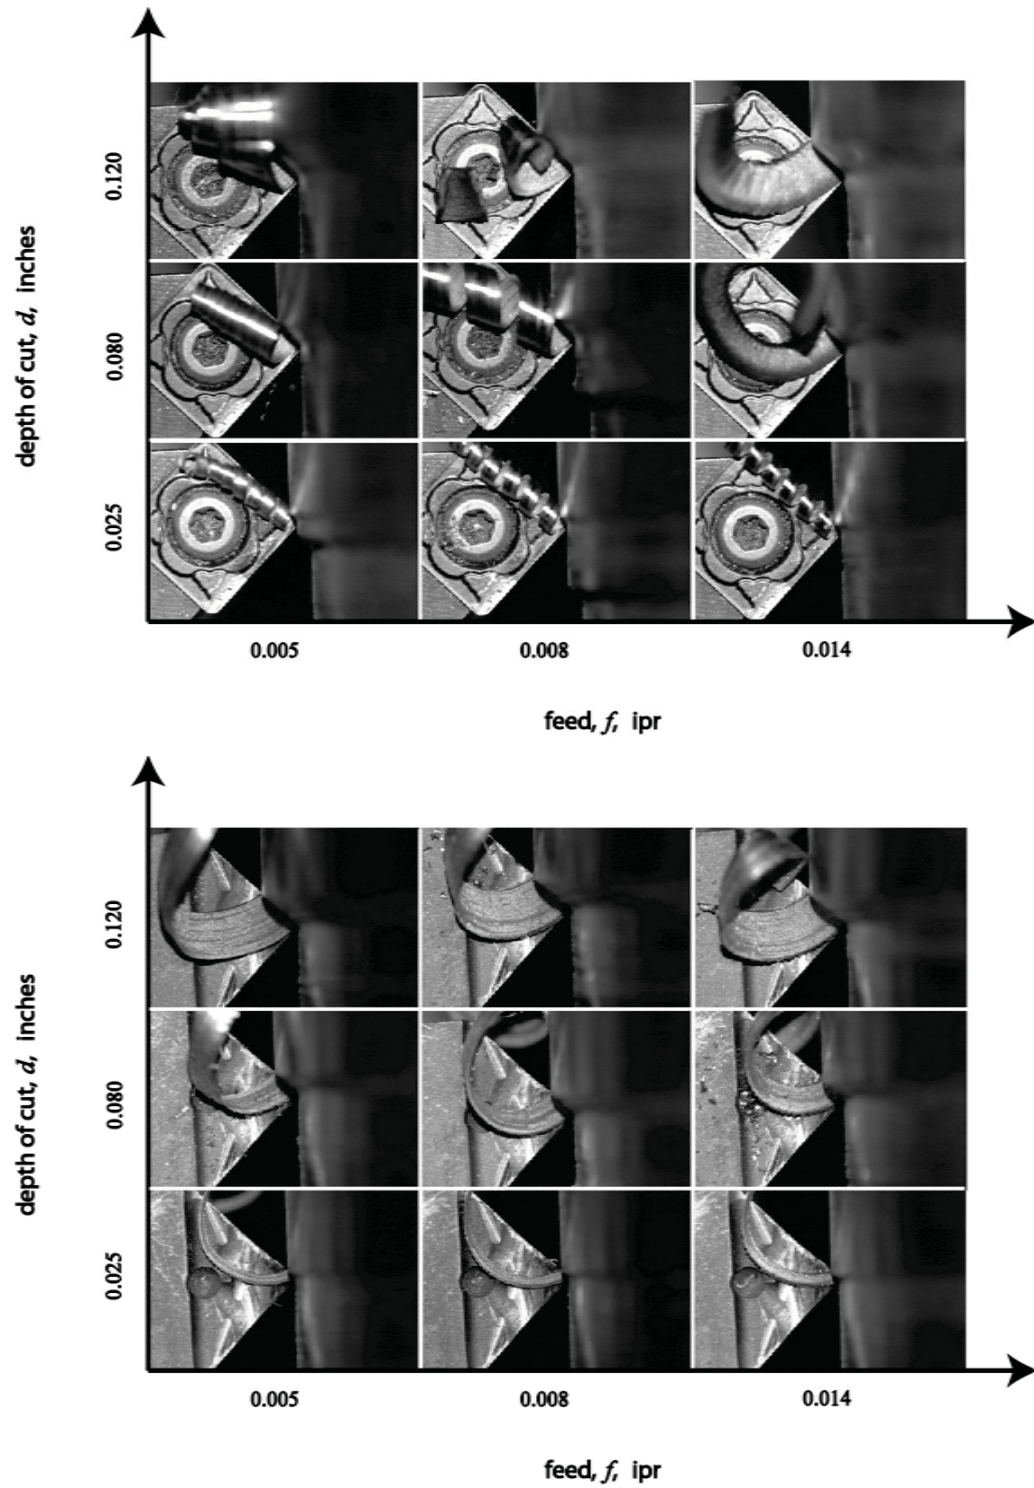 depth of cut, d, inches
0.120
0.080
0.025
0.005 0.008 0.014
feed, f, ipr
depth of cut, d, inches
0.120
0.080
0.025
0.005 0.008 0.014
feed, f, ipr